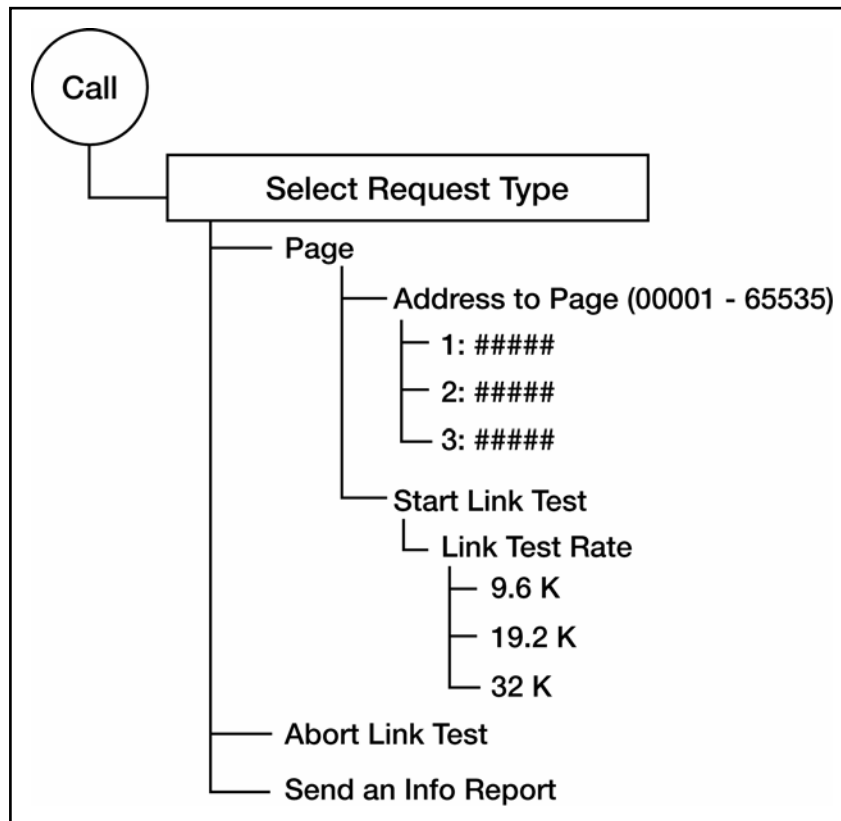 Call
Select Request Type
Page
Address to Page (00001 - 65535)
1: #####
2: #####
3: #####
Start Link Test
Link Test Rate
9.6 K
19.2 K
32 K
Abort Link Test
Send an Info Report